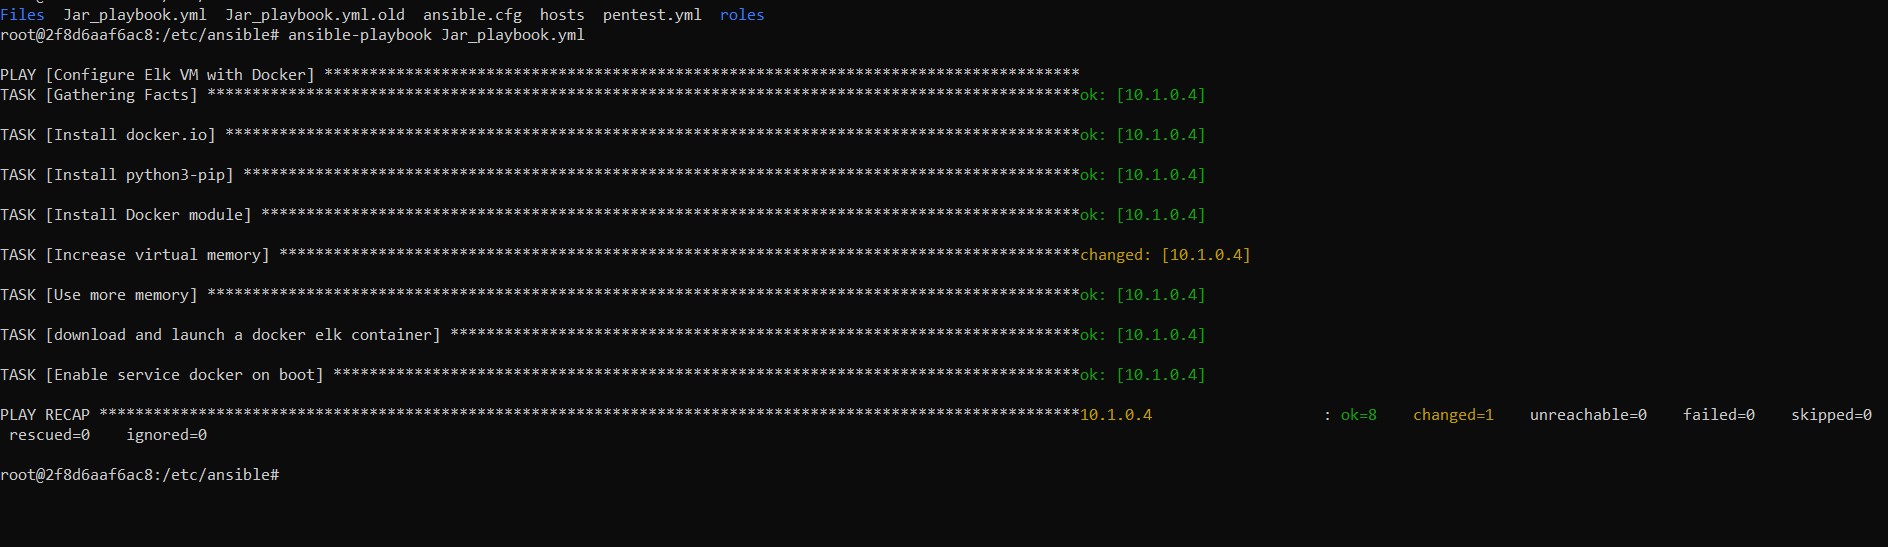 Files  Jar_playbook.yml  Jar_playbook.yml.old  ansible.cfg  hosts  pentest.yml  roles
root@2f8d6aaf6ac8:/etc/ansible# ansible-playbook Jar_playbook.yml
PLAY [Configure Elk VM with Docker] ************************************************************************************
TASK [Gathering Facts] *************************************************************************************************ok: [10.1.0.4]
TASK [Install docker.io] ***********************************************************************************************ok: [10.1.0.4]
TASK [Install python3-pip] *********************************************************************************************ok: [10.1.0.4]
TASK [Install Docker module] *******************************************************************************************ok: [10.1.0.4]
TASK [Increase virtual memory] *****************************************************************************************changed: [10.1.0.4]
TASK [Use more memory] *************************************************************************************************ok: [10.1.0.4]
TASK [download and launch a docker elk container] **********************************************************************ok: [10.1.0.4]
TASK [Enable service docker on boot] ***********************************************************************************ok: [10.1.0.4]
PLAY RECAP *************************************************************************************************************10.1.0.4                   : ok=8    changed=1    unreachable=0    failed=0    skipped=0
 rescued=0    ignored=0
root@2f8d6aaf6ac8:/etc/ansible#